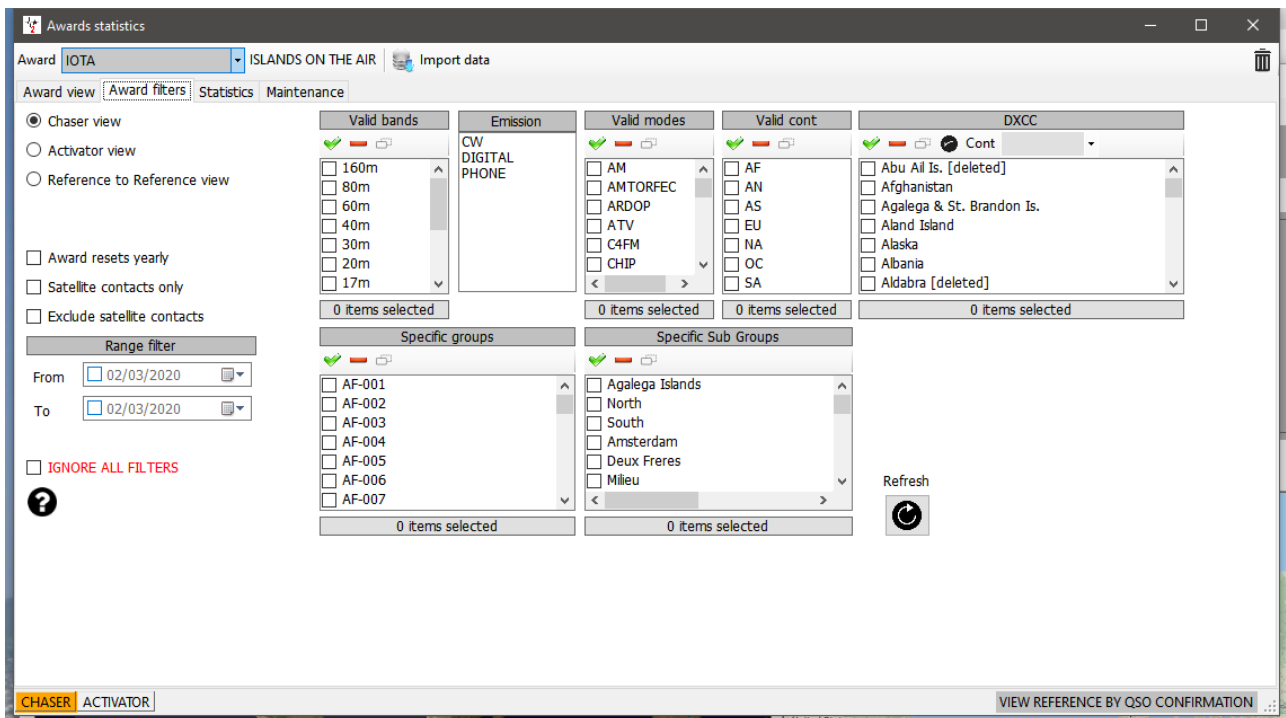 Awards statistics
Award IOTA ISLANDS ON THE AIR Import data
Award view Award filters Statistics Maintenance
Chaser view
Activator view
Reference to Reference view
Award resets yearly
Satellite contacts only
Exclude satellite contacts
Range filter
From 02/03/2020
To 02/03/2020
IGNORE ALL FILTERS
Valid bands
160m
80m
60m
40m
30m
20m
17m
0 items selected
Emission
CW
DIGITAL
PHONE
Valid modes
AM
AMTORFEC
ARDOP
ATV
C4FM
CHIP
0 items selected
Valid cont
AF
AN
AS
EU
NA
OC
SA
0 items selected
DXCC
Cont
Abu Ail Is. [deleted]
Afghanistan
Agalega & St. Brandon Is.
Aland Island
Alaska
Albania
Aldabra [deleted]
0 items selected
Specific groups
AF-001
AF-002
AF-003
AF-004
AF-005
AF-006
AF-007
0 items selected
Specific Sub Groups
Agalega Islands
North
South
Amsterdam
Deux Freres
Milieu
0 items selected
Refresh
CHASER ACTIVATOR
VIEW REFERENCE BY QSO CONFIRMATION